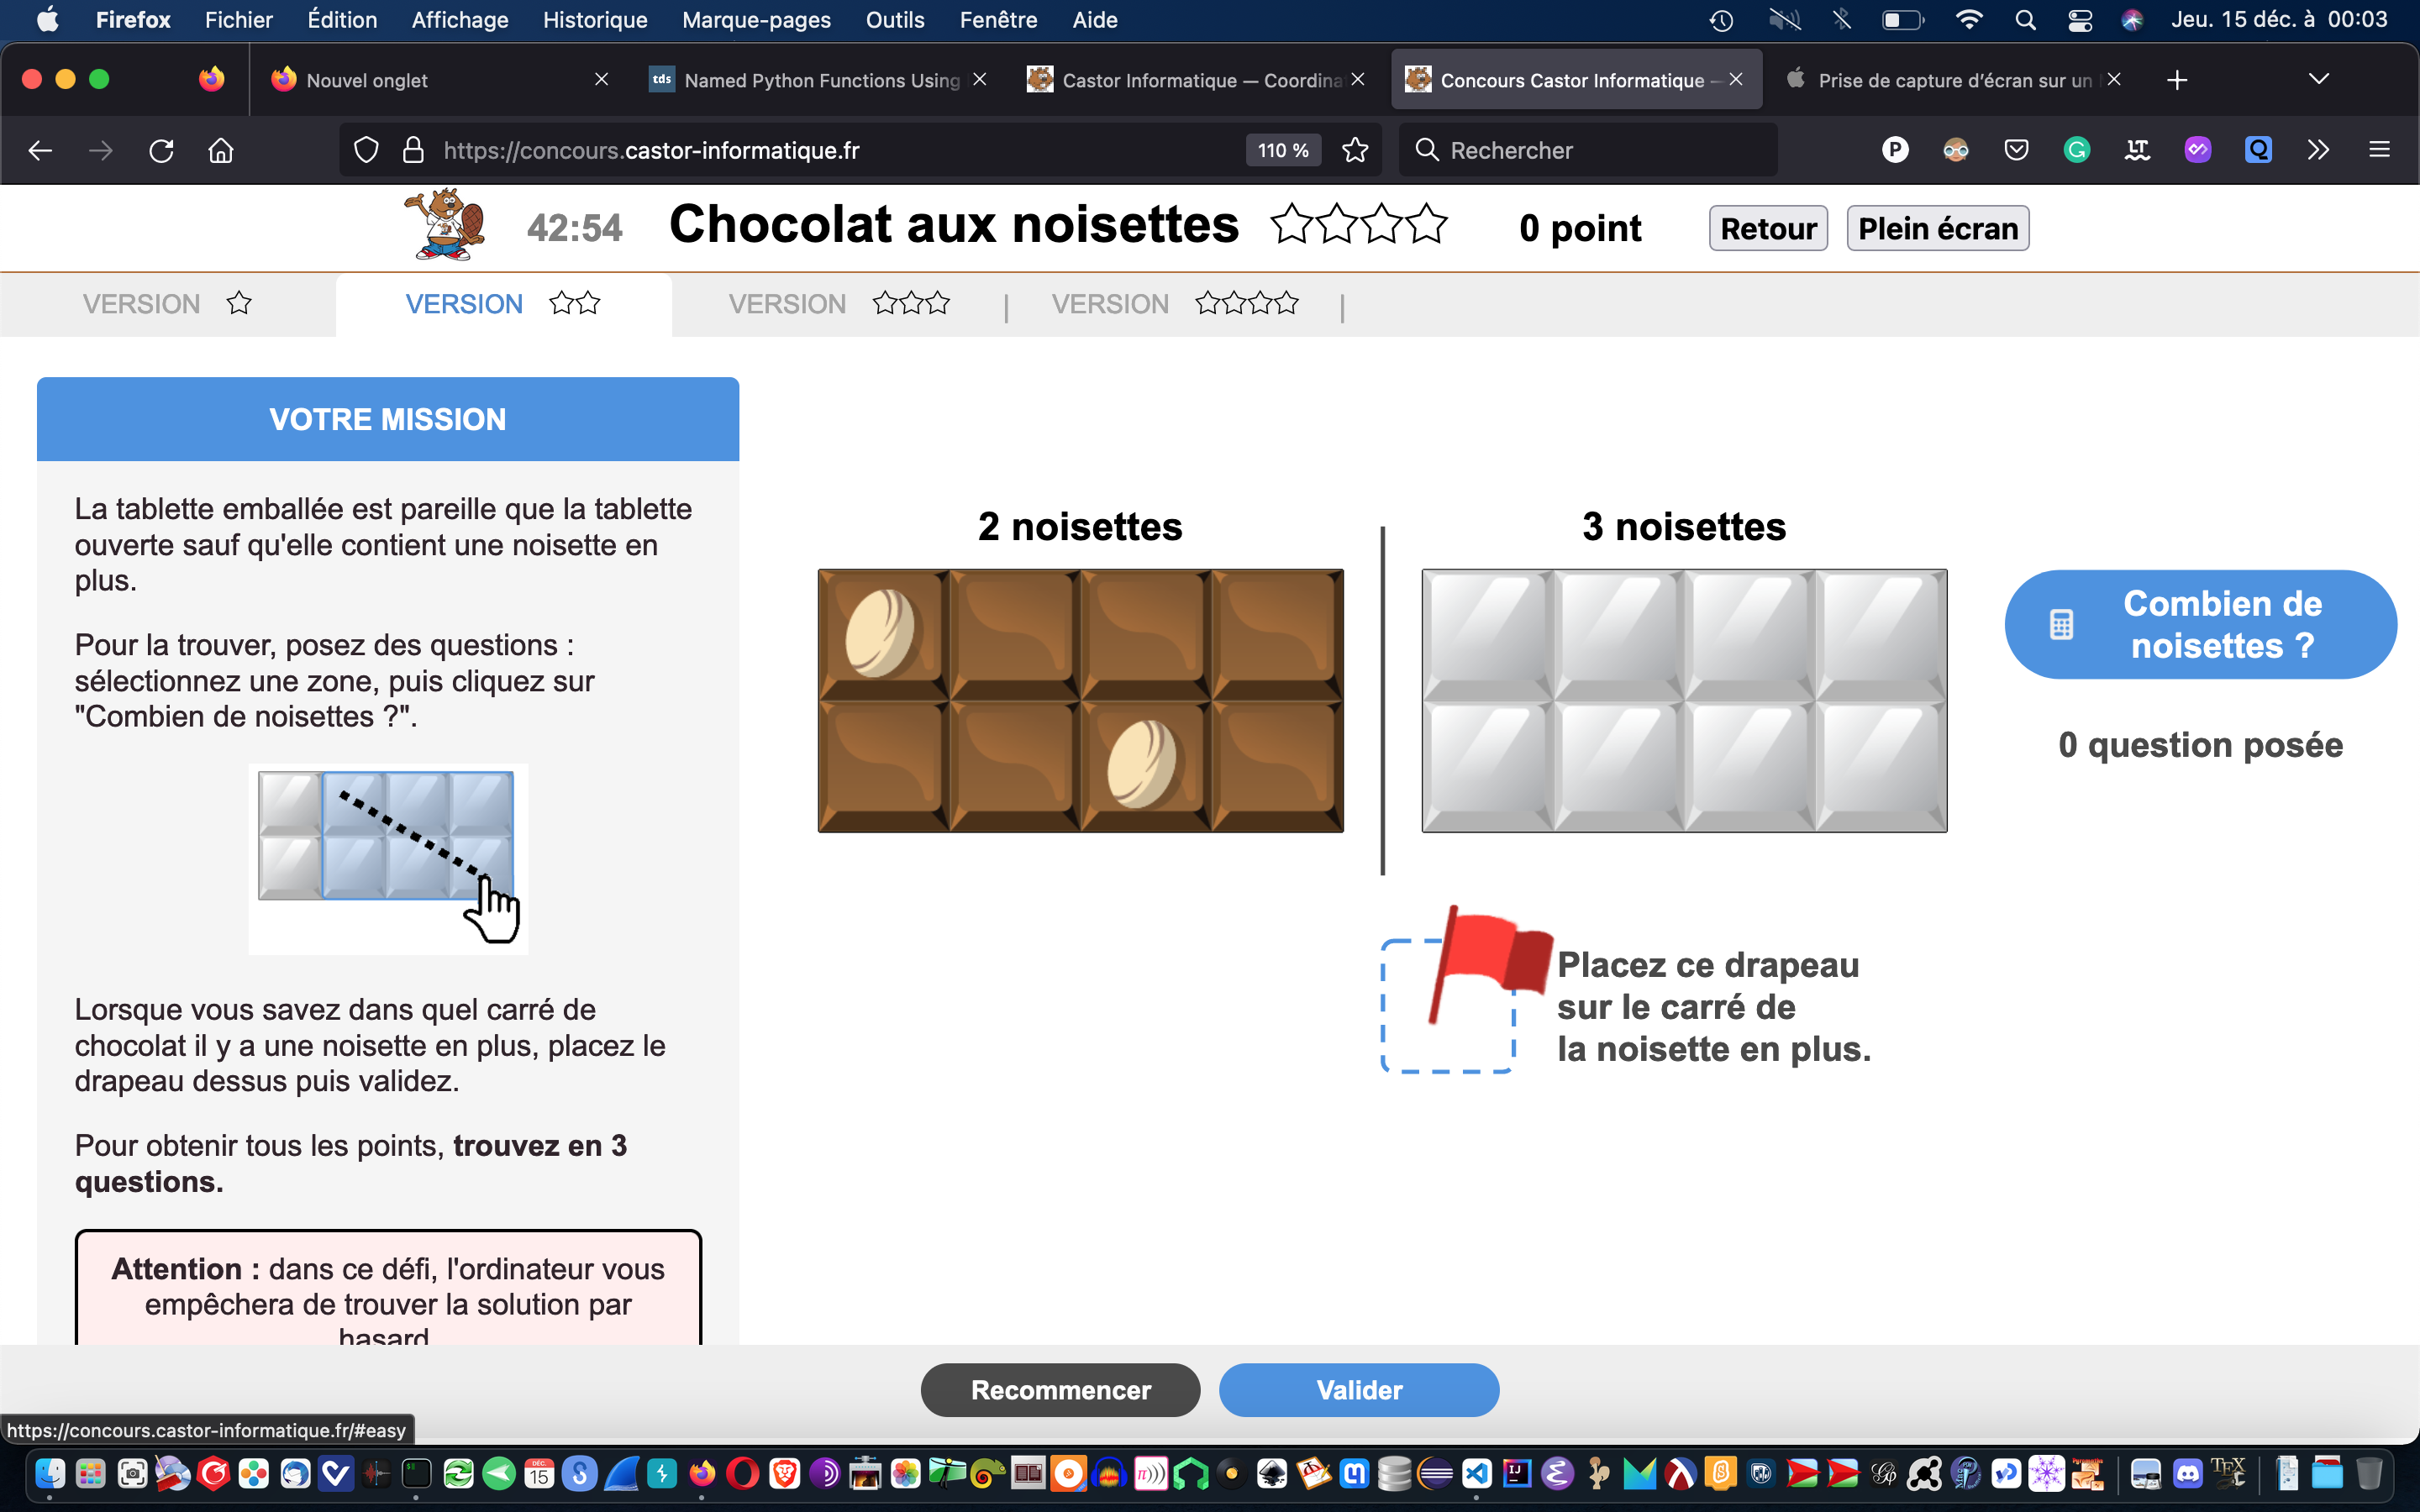 Firefox Fichier Édition Affichage Historique Marque-pages Outils Fenêtre Aide Jeu. 15 déc. à 00:03
Nouvel onglet
tds Named Python Functions Using
Castor Informatique — Coordina
Concours Castor Informatique —
Prise de capture d'écran sur un
https://concours.castor-informatique.fr 110 % Rechercher
42:54 Chocolat aux noisettes 0 point Retour Plein écran
VERSION VERSION VERSION | VERSION |
VOTRE MISSION
La tablette emballée est pareille que la tablette
ouverte sauf qu'elle contient une noisette en
plus.
Pour la trouver, posez des questions :
sélectionnez une zone, puis cliquez sur
"Combien de noisettes ?".
Lorsque vous savez dans quel carré de
chocolat il y a une noisette en plus, placez le
drapeau dessus puis validez.
Pour obtenir tous les points, trouvez en 3
questions.
Attention : dans ce défi, l'ordinateur vous
empêchera de trouver la solution par
hasard
2 noisettes
3 noisettes
Combien de
noisettes ?
0 question posée
Placez ce drapeau
sur le carré de
la noisette en plus.
Recommencer Valider
https://concours.castor-informatique.fr/#easy